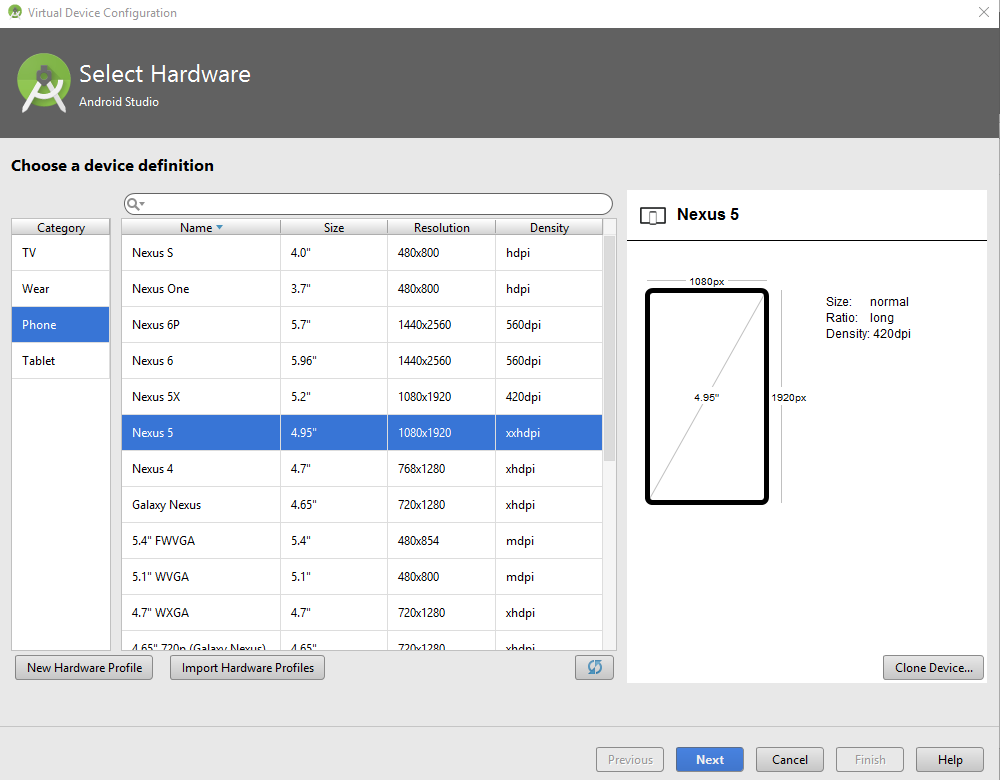 Virtual Device Configuration
Select Hardware
Android Studio
Choose a device definition
Category
TV
Wear
Phone
Tablet
Name Size Resolution Density
Nexus S 4.0" 480x800 hdpi
Nexus One 3.7" 480x800 hdpi
Nexus 6P 5.7" 1440x2560 560dpi
Nexus 6 5.96" 1440x2560 560dpi
Nexus 5X 5.2" 1080x1920 420dpi
Nexus 5 4.95" 1080x1920 xxhdpi
Nexus 4 4.7" 768x1280 xhdpi
Galaxy Nexus 4.65" 720x1280 xhdpi
5.4" FWVGA 5.4" 480x854 mdpi
5.1" WVGA 5.1" 480x800 mdpi
4.7" WXGA 4.7" 720x1280 xhdpi
4.65" 720p (Galaxy Nexus) 4.65" 720x1280 xhdpi
New Hardware Profile
Import Hardware Profiles
Nexus 5
1080px
4.95"
1920px
Size: normal
Ratio: long
Density: 420dpi
Clone Device...
Previous
Next
Cancel
Finish
Help